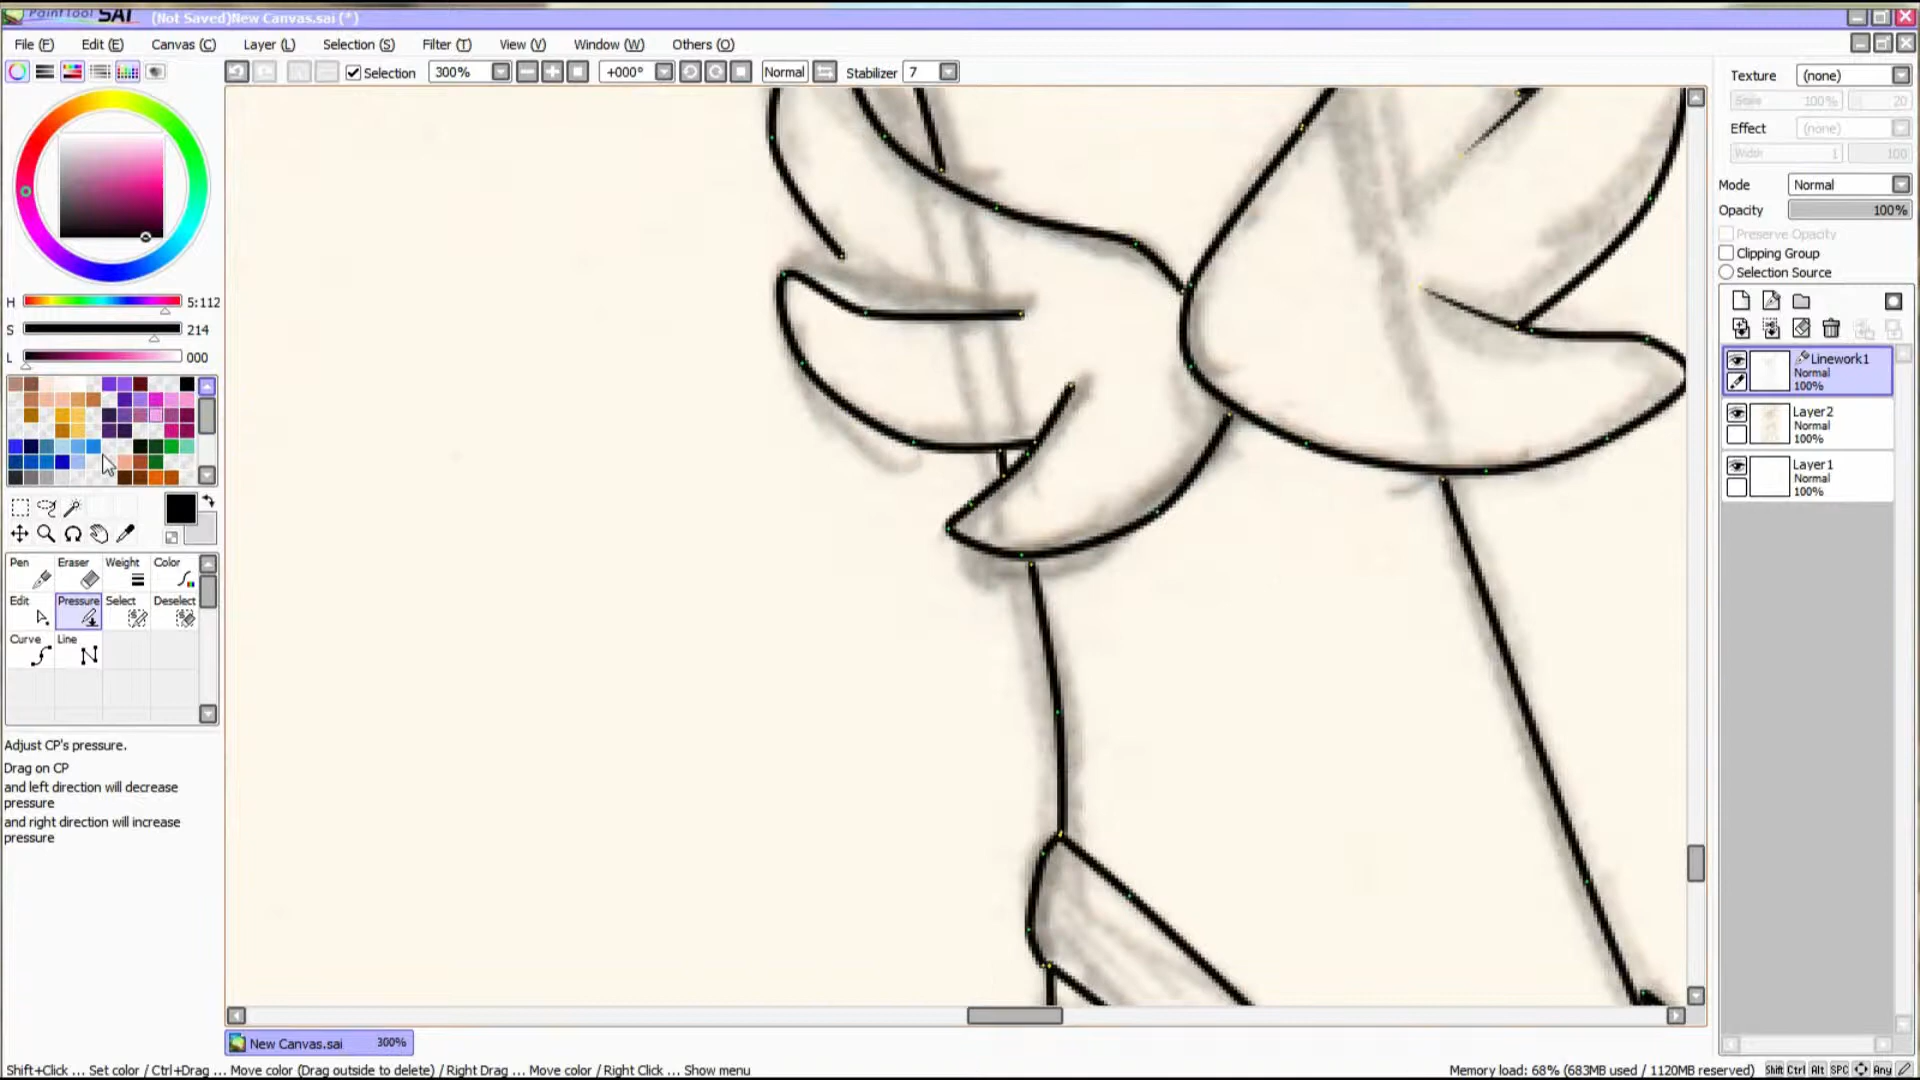 PaintTool SAI (Not Saved)New Canvas.sai (*)
File (F) Edit (E) Canvas (C) Layer (L) Selection (S) Filter (T) View (V) Window (W) Others (O)
Selection 300% +000° Normal Stabilizer 7
Texture (none)
Scale 100% 20
Effect (none)
Width 1 100
Mode Normal
Opacity 100%
Preserve Opacity
Clipping Group
Selection Source
H 5:112
S 214
L 000
Linework1
Normal
100%
Layer2
Normal
100%
Layer1
Normal
100%
Pen Eraser Weight Color
Edit Pressure Select Deselect
Curve Line
Adjust CP's pressure.
Drag on CP
and left direction will decrease
pressure
and right direction will increase
pressure
New Canvas.sai 300%
Shift+Click ... Set color / Ctrl+Drag ... Move color (Drag outside to delete) / Right Drag ... Move color / Right Click ... Show menu
Memory load: 68% (683MB used / 1120MB reserved) Shift Ctrl Alt SPC Any